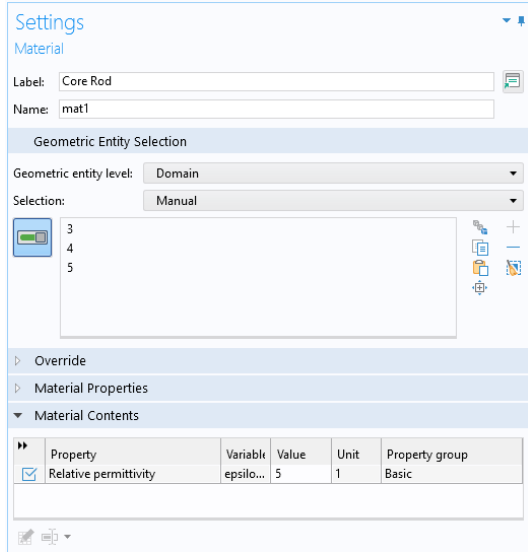 Settings
Material
Label: Core Rod
Name: mat1
Geometric Entity Selection
Geometric entity level: Domain
Selection: Manual
3
4
5
Override
Material Properties
Material Contents
Property Variable Value Unit Property group
Relative permittivity epsilo... 5 1 Basic